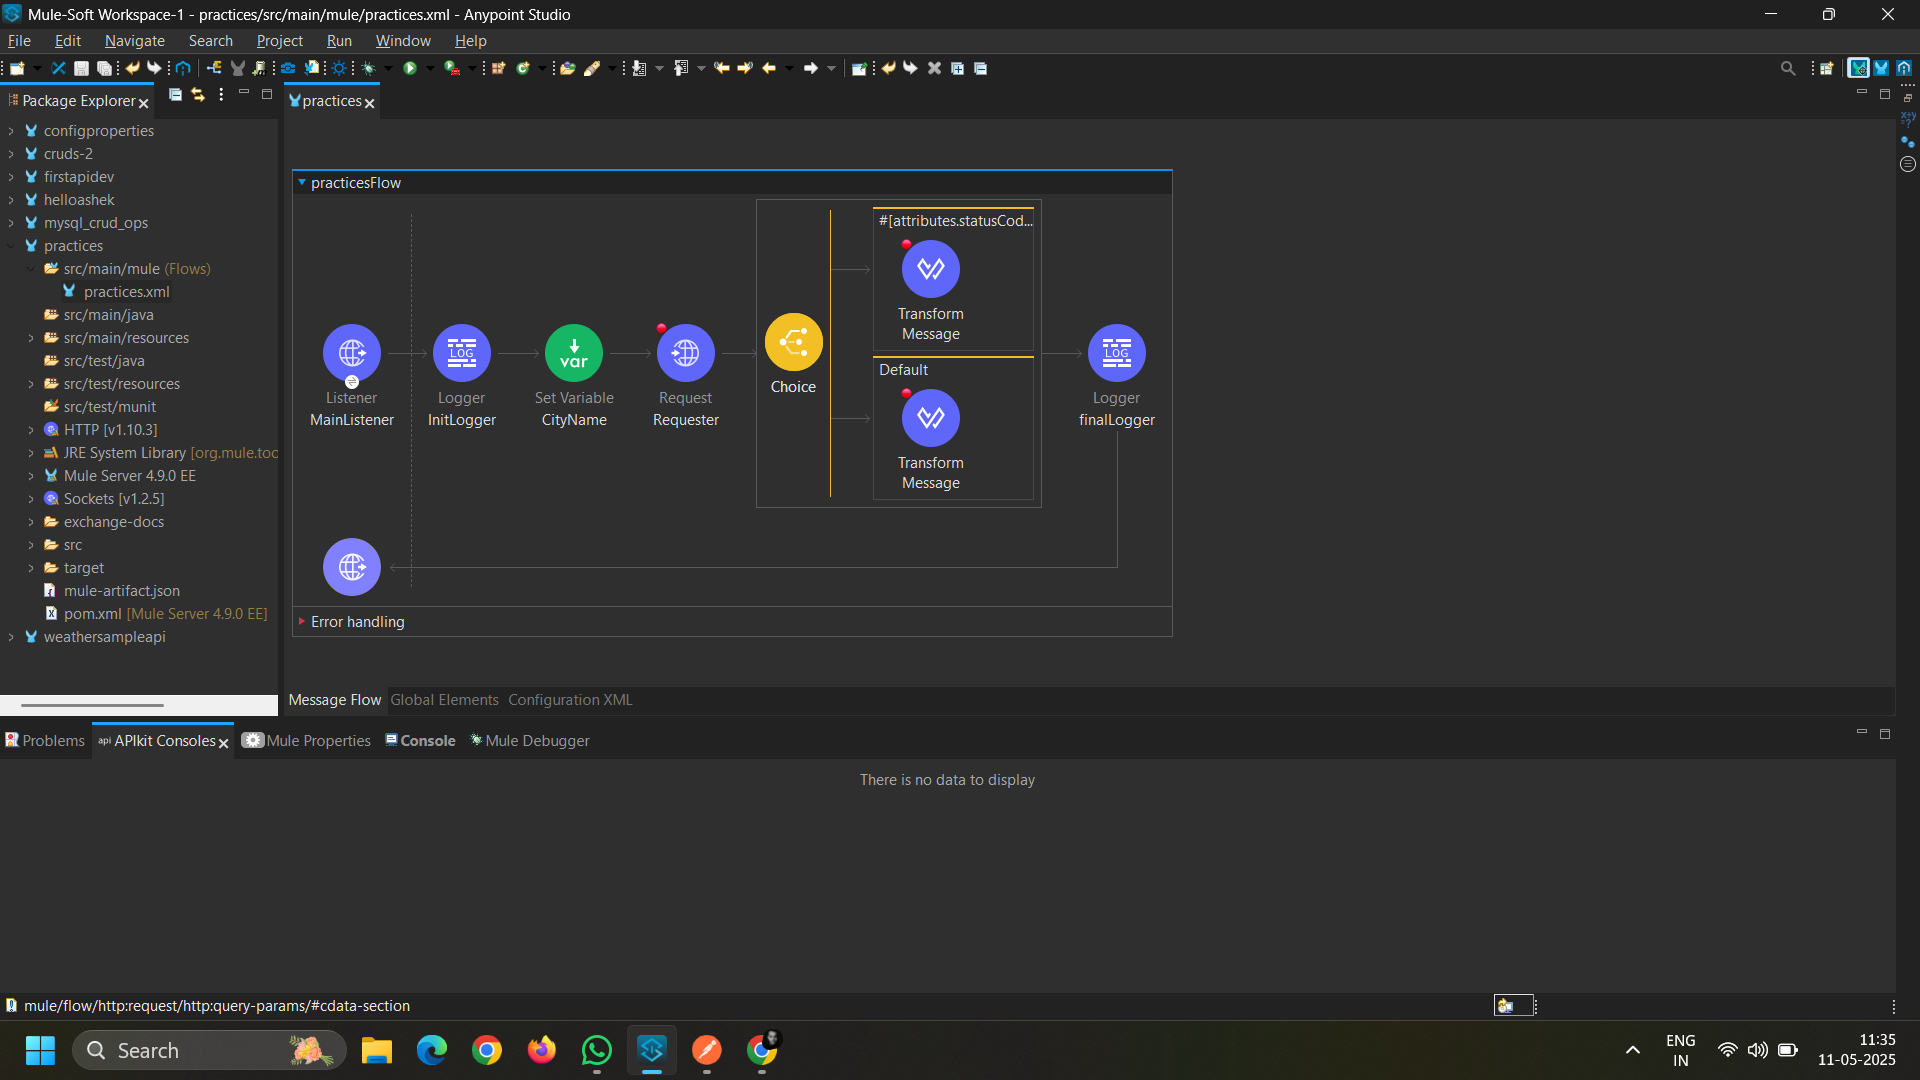 Mule-Soft Workspace-1 - practices/src/main/mule/practices.xml - Anypoint Studio
File Edit Navigate Search Project Run Window Help
Package Explorer
practices
configproperties
cruds-2
firstapidev
helloashek
mysql_crud_ops
practices
src/main/mule (Flows)
practices.xml
src/main/java
src/main/resources
src/test/java
src/test/resources
src/test/munit
HTTP [v1.10.3]
JRE System Library [org.mule.too
Mule Server 4.9.0 EE
Sockets [v1.2.5]
exchange-docs
src
target
mule-artifact.json
pom.xml [Mule Server 4.9.0 EE]
weathersampleapi
practicesFlow
Listener
MainListener
LOG
Logger
InitLogger
var
Set Variable
CityName
Request
Requester
Choice
#[attributes.statusCod...
Transform
Message
Default
Transform
Message
LOG
Logger
finalLogger
Error handling
Message Flow Global Elements Configuration XML
Problems api APIkit Consoles Mule Properties Console Mule Debugger
There is no data to display
mule/flow/http:request/http:query-params/#cdata-section
Search
ENG
IN
11:35
11-05-2025